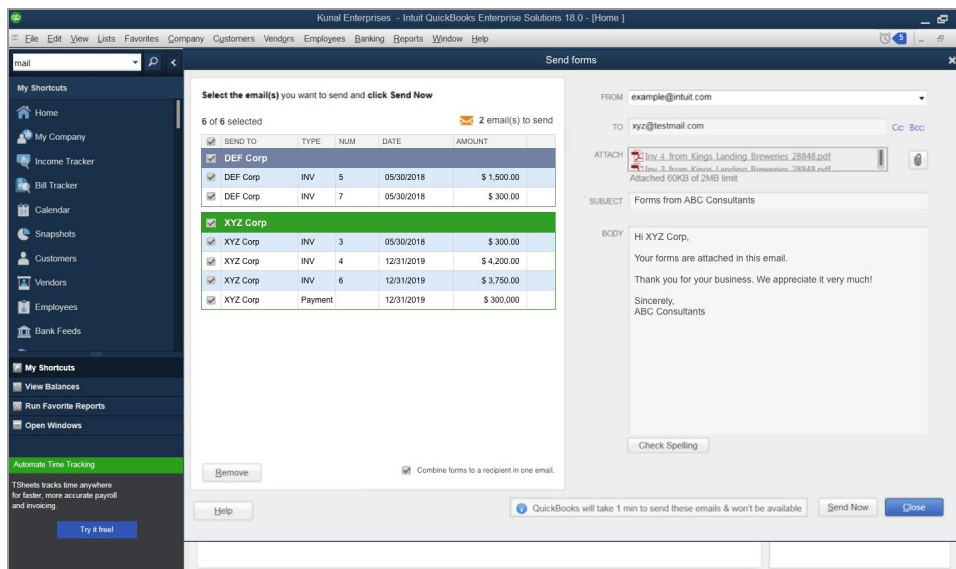 qb
Kunal Enterprises - Intuit QuickBooks Enterprise Solutions 18.0 - [Home ]
File Edit View Lists Favorites Company Customers Vendors Employees Banking Reports Window Help
5
mail
Send forms
My Shortcuts
Home
My Company
Income Tracker
Bill Tracker
Calendar
Snapshots
Customers
Vendors
Employees
Bank Feeds
My Shortcuts
View Balances
Run Favorite Reports
Open Windows
Automate Time Tracking
TSheets tracks time anywhere
for faster, more accurate payroll
and invoicing.
Try it free!
Select the email(s) you want to send and click Send Now
6 of 6 selected
2 email(s) to send
SEND TO TYPE NUM DATE AMOUNT
DEF Corp
DEF Corp INV 5 05/30/2018 $ 1,500.00
DEF Corp INV 7 05/30/2018 $ 300.00
XYZ Corp
XYZ Corp INV 3 05/30/2018 $ 300.00
XYZ Corp INV 4 12/31/2019 $ 4,200.00
XYZ Corp INV 6 12/31/2019 $ 3,750.00
XYZ Corp Payment 12/31/2019 $ 300,000
Remove
Combine forms to a recipient in one email.
FROM example@intuit.com
TO xyz@testmail.com Cc: Bcc:
ATTACH Inv_4_from_Kings_Landing_Breweries_28848.pdf
Inv_3_from_Kings_Landing_Breweries_28848.pdf
Attached 60KB of 2MB limit
SUBJECT Forms from ABC Consultants
BODY Hi XYZ Corp,
Your forms are attached in this email.
Thank you for your business. We appreciate it very much!
Sincerely,
ABC Consultants
Check Spelling
Help
QuickBooks will take 1 min to send these emails & won't be available
Send Now
Close